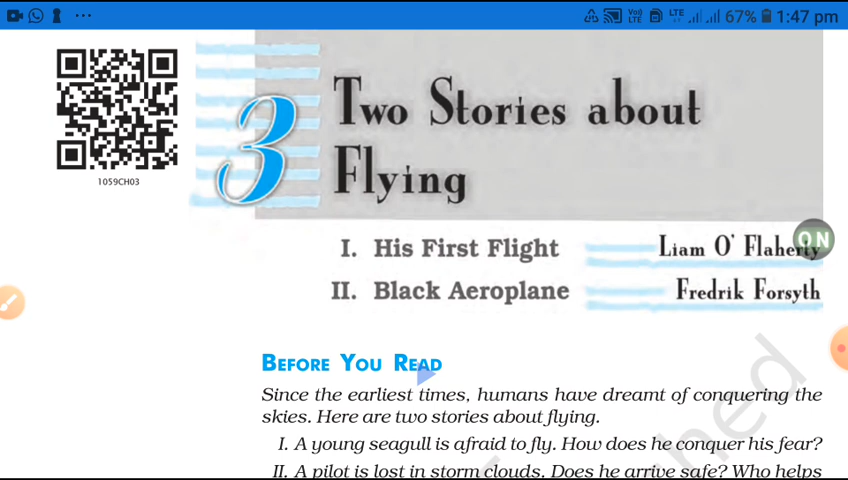 67% 1:47 pm
1059CH03
3
Two Stories about
Flying
I. His First Flight Liam O' Flaherty
II. Black Aeroplane Fredrik Forsyth
ON
BEFORE YOU READ
Since the earliest times, humans have dreamt of conquering the
skies. Here are two stories about flying.
I. A young seagull is afraid to fly. How does he conquer his fear?
II. A pilot is lost in storm clouds. Does he arrive safe? Who helps